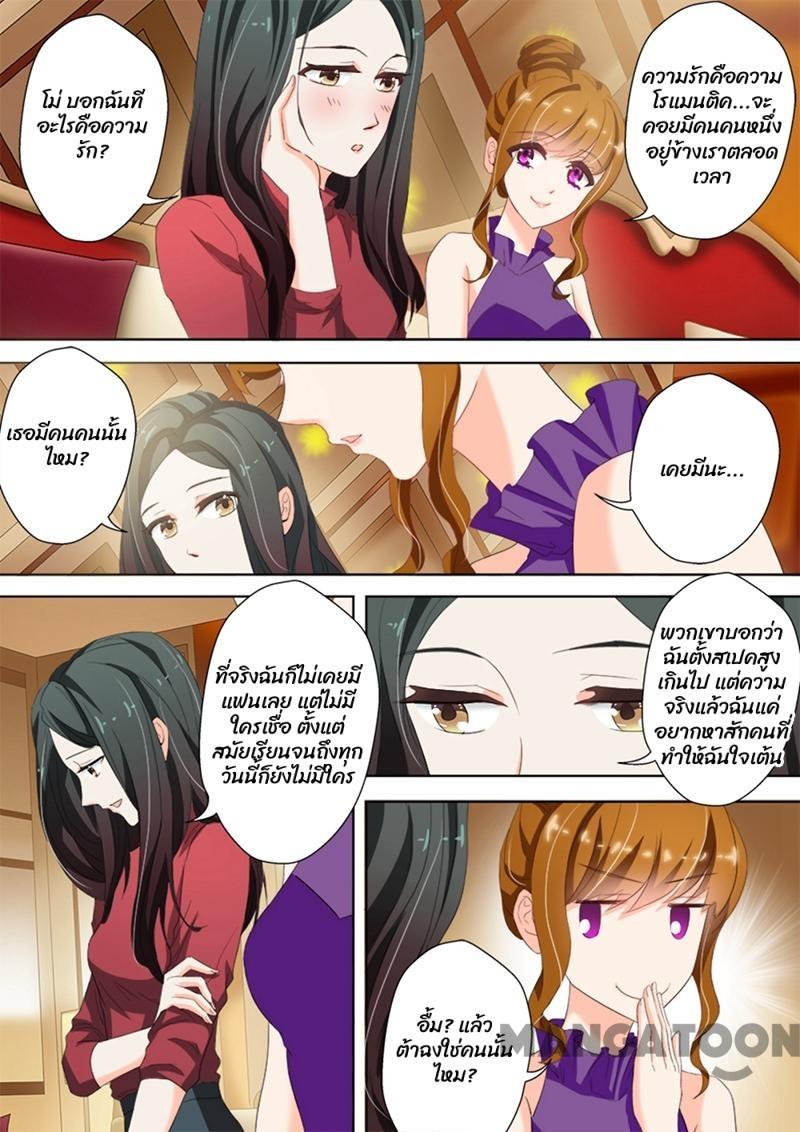 โม่ บอกฉันที
อะไรคือความ
รัก?
ความรักคือความ
โรแมนติค...จะ
คอยมีคนคนหนึ่ง
อยู่ข้างเราตลอด
เวลา
เธอมีคนคนนั้น
ไหม?
เคยมีนะ...
ที่จริงฉันก็ไม่เคยมี
แฟนเลย แต่ไม่มี
ใครเชื่อ ตั้งแต่
สมัยเรียนจนถึงทุก
วันนี้ก็ยังไม่มีใคร
พวกเขาบอกว่า
ฉันตั้งสเปคสูง
เกินไป แต่ความ
จริงแล้วฉันแค่
อยากหาสักคนที่
ทำให้ฉันใจเต้น
อื้ม? แล้ว
ต้าฉงใช่คนนั้น
ไหม?
MANGATOON